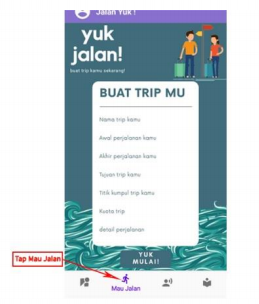 Jalan Yuk !
yuk
jalan!
buat trip kamu sekarang!
BUAT TRIP MU
Nama trip kamu
Awal perjalanan kamu
Akhir perjalanan kamu
Tujuan trip kamu
Titik kumpul trip kamu
Kuota trip
detail perjalanan
YUK
MULAI!
Tap Mau Jalan
Mau Jalan